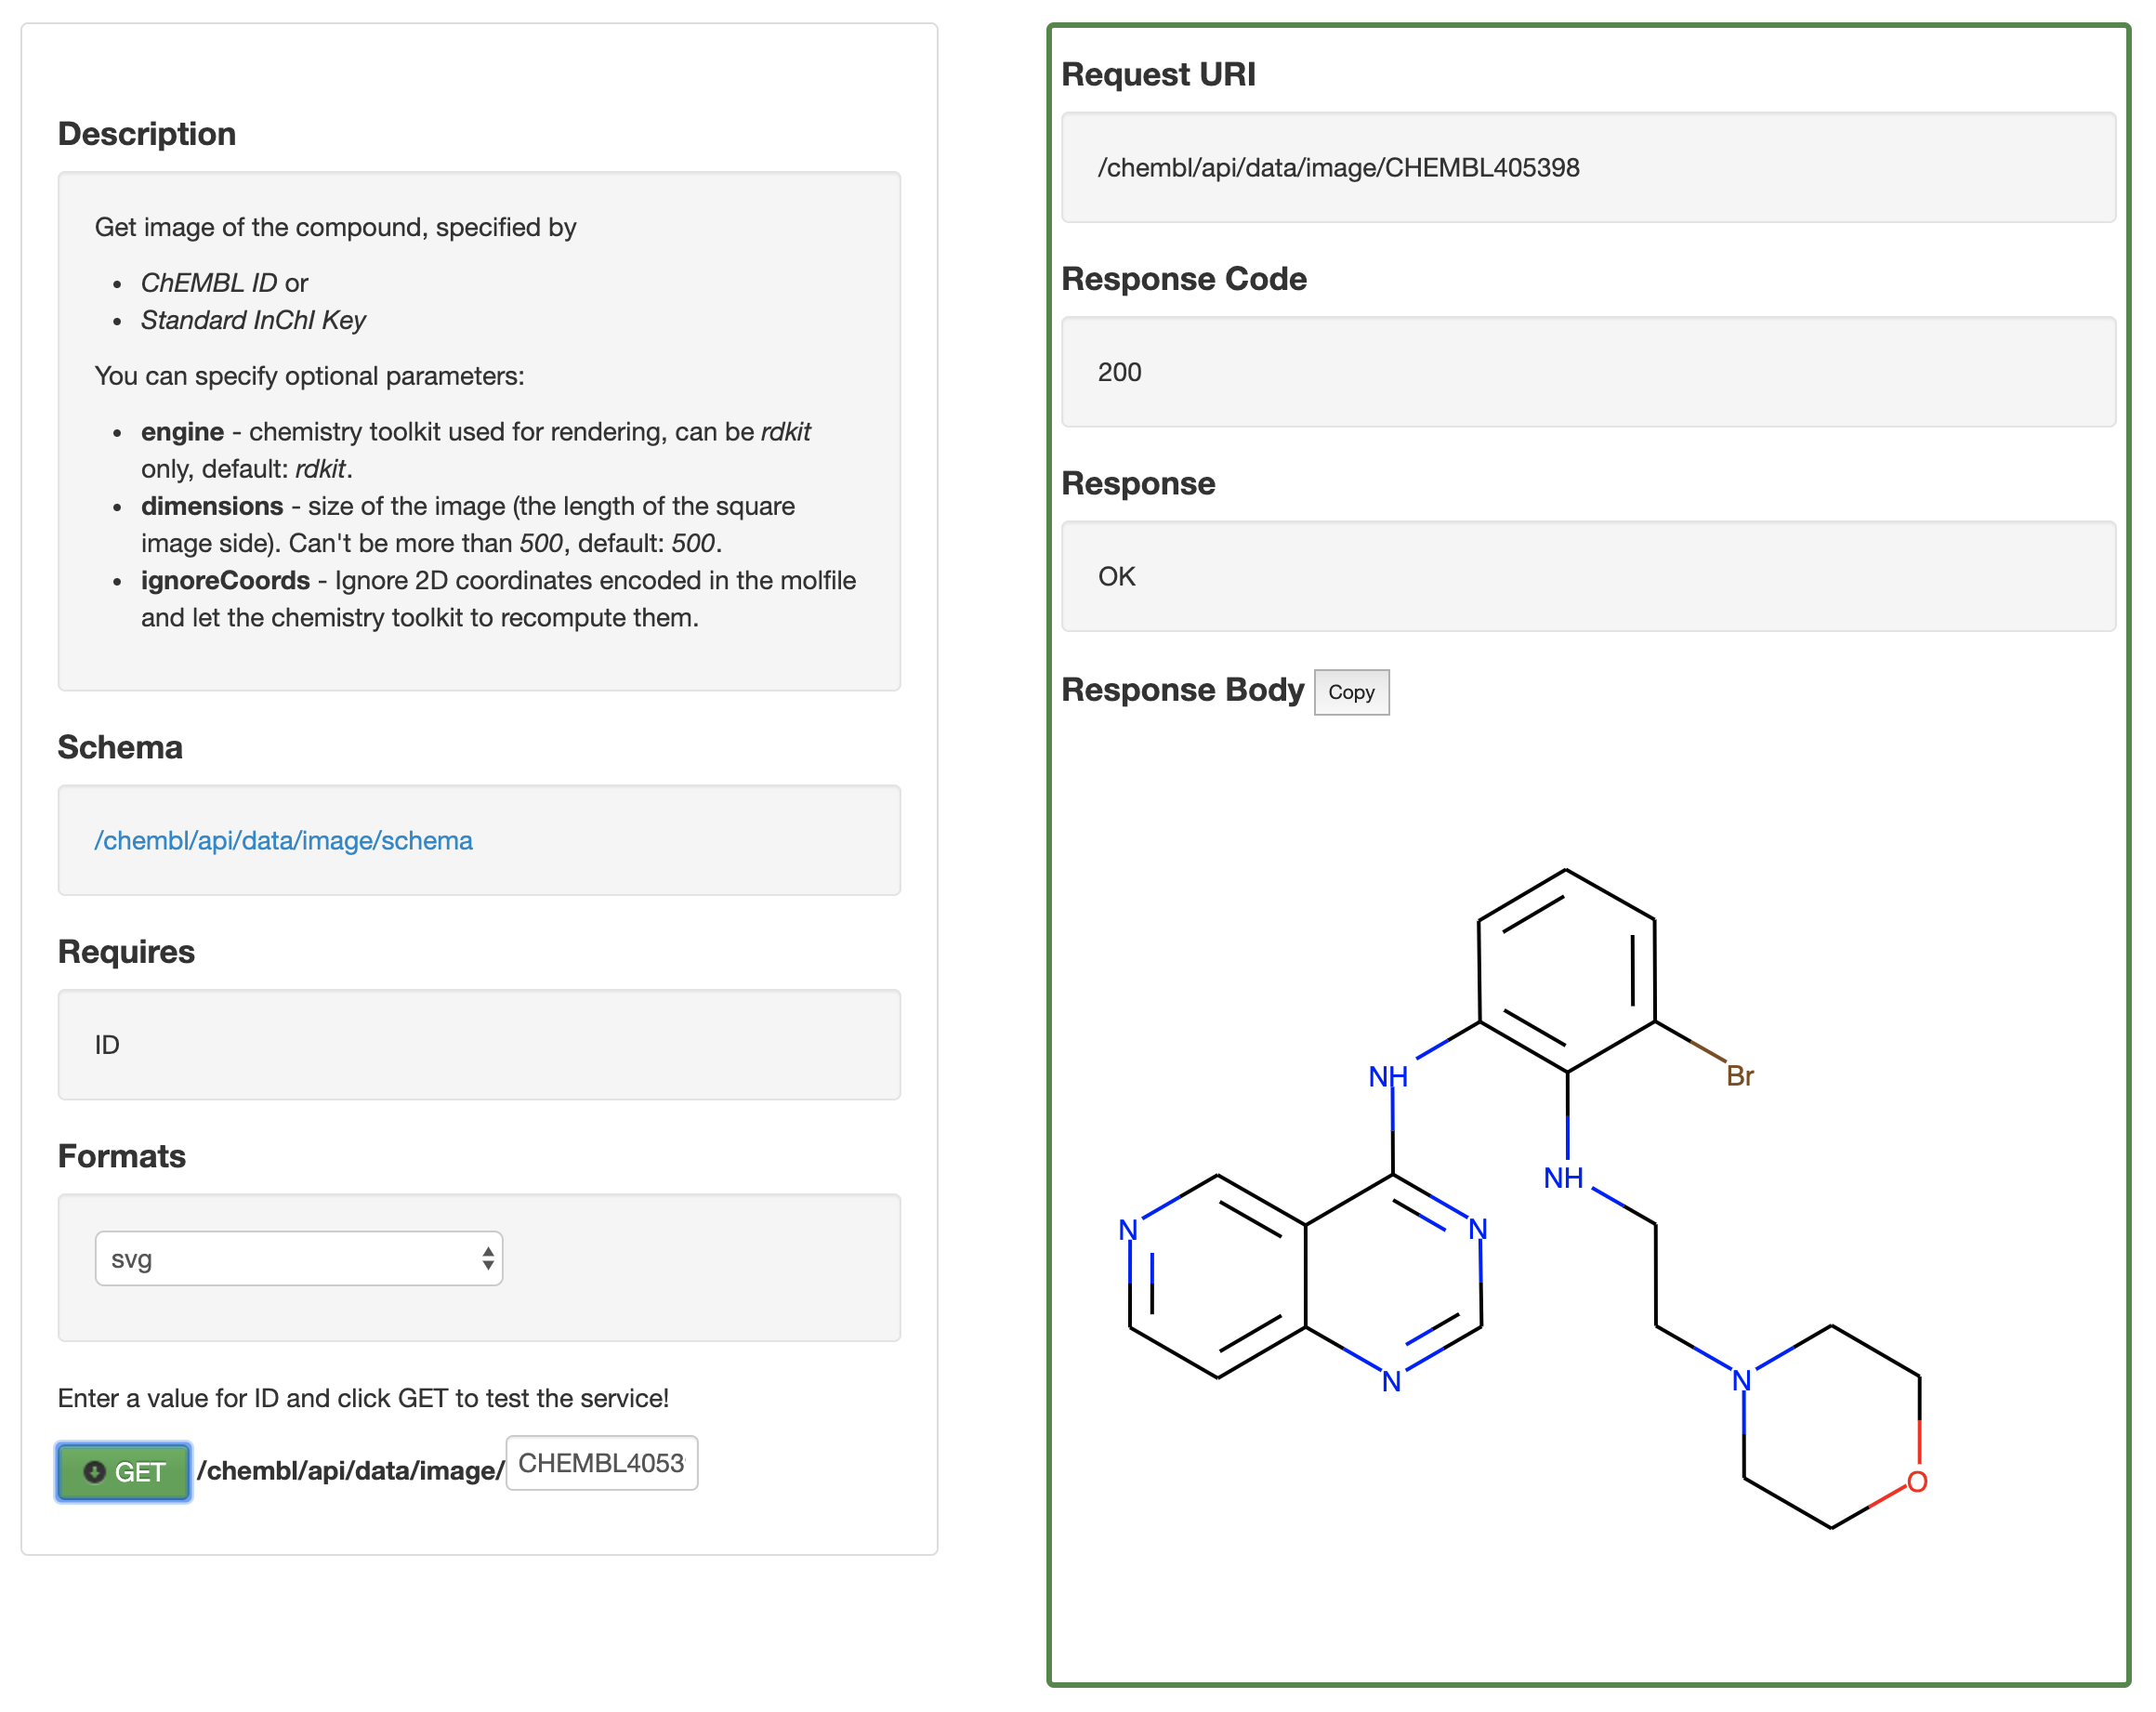 Description
Get image of the compound, specified by
• ChEMBL ID or
• Standard InChI Key
You can specify optional parameters:
• engine - chemistry toolkit used for rendering, can be rdkit
only, default: rdkit.
• dimensions - size of the image (the length of the square
image side). Can't be more than 500, default: 500.
• ignoreCoords - Ignore 2D coordinates encoded in the molfile
and let the chemistry toolkit to recompute them.
Schema
/chembl/api/data/image/schema
Requires
ID
Formats
svg
Enter a value for ID and click GET to test the service!
GET /chembl/api/data/image/ CHEMBL4053
Request URI
/chembl/api/data/image/CHEMBL405398
Response Code
200
Response
OK
Response Body Copy
NH
Br
NH
N
N
N
N
O